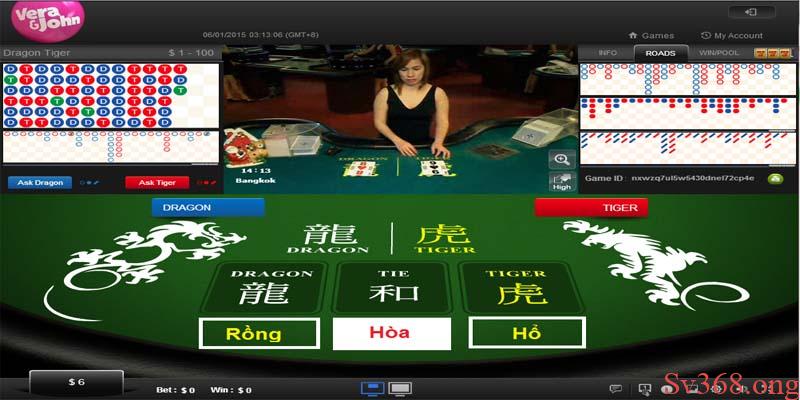 Vera
&John
06/01/2015 03:13:06 (GMT+8)
Games
My Account
Dragon Tiger
$ 1 - 100
INFO
ROADS
WIN/POOL
14:13
Bangkok
High
Ask Dragon
Ask Tiger
Game ID: nxwzq7ul5w5430dnef72cp4e
DRAGON
TIGER
龍
虎
DRAGON
TIGER
DRAGON
TIE
TIGER
龍
和
虎
Rồng
Hòa
Hổ
$ 6
Bet: $ 0
Win: $ 0
Sv368.ong